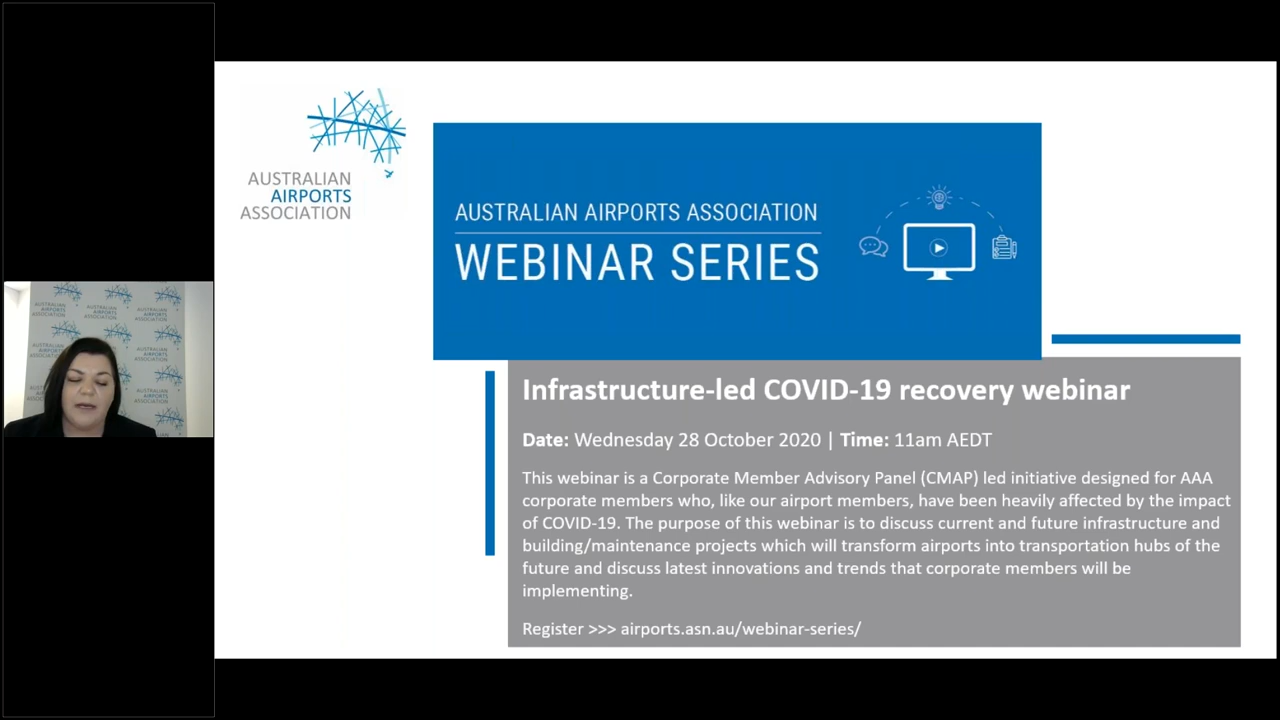 AUSTRALIAN
AIRPORTS
ASSOCIATION
AUSTRALIAN AIRPORTS ASSOCIATION
WEBINAR SERIES
Infrastructure-led COVID-19 recovery webinar
Date: Wednesday 28 October 2020 | Time: 11am AEDT
This webinar is a Corporate Member Advisory Panel (CMAP) led initiative designed for AAA
corporate members who, like our airport members, have been heavily affected by the impact
of COVID-19. The purpose of this webinar is to discuss current and future infrastructure and
building/maintenance projects which will transform airports into transportation hubs of the
future and discuss latest innovations and trends that corporate members will be
implementing.
Register >>> airports.asn.au/webinar-series/